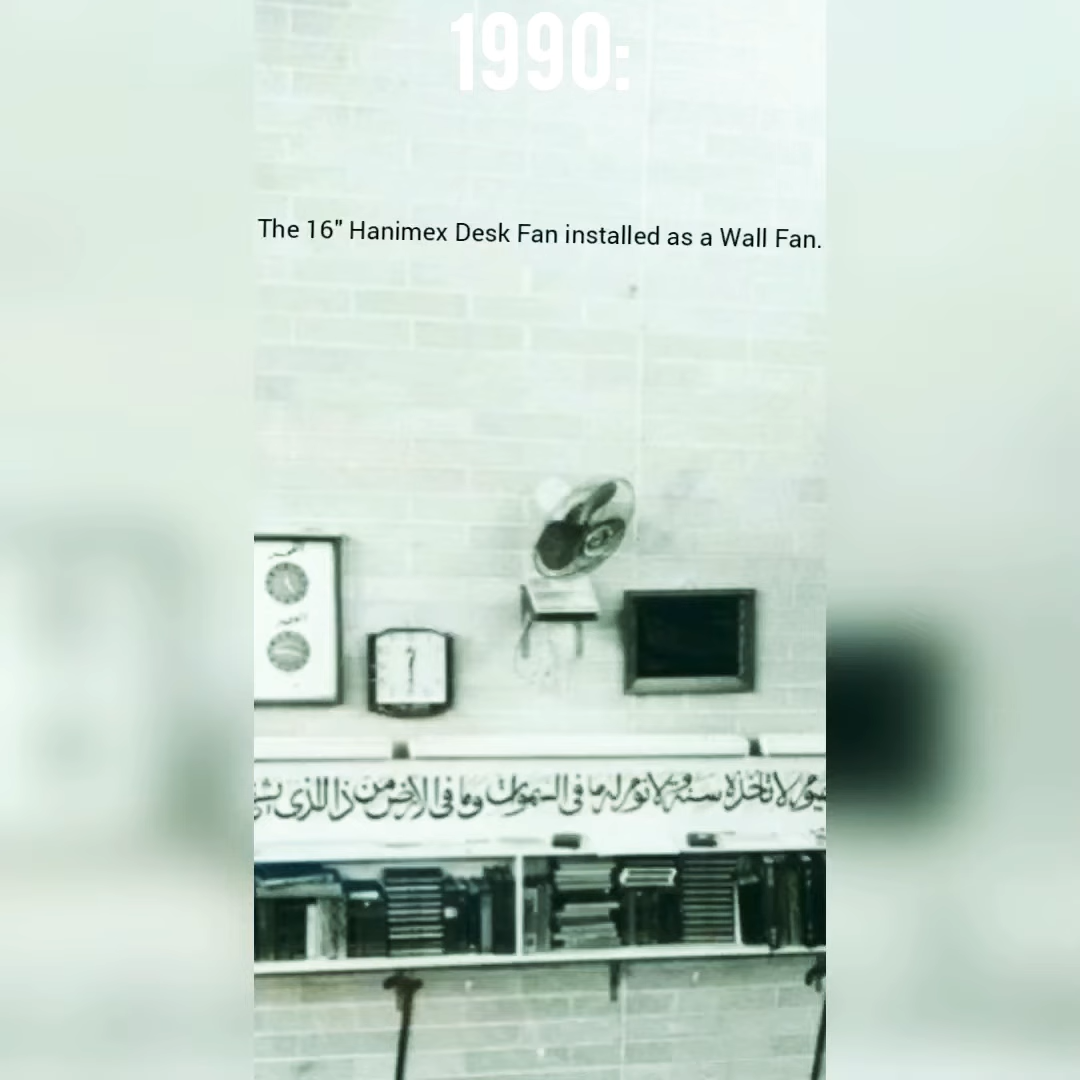 1990:
The 16" Hanimex Desk Fan installed as a Wall Fan.
لا تأخذه سنة ولا نوم له ما في السموات وما في الارض من ذا الذي